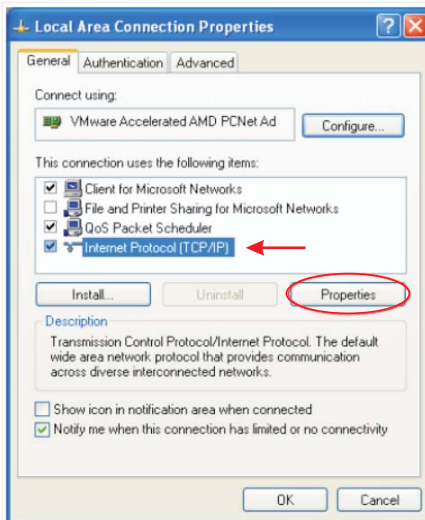 Local Area Connection Properties
General Authentication Advanced
Connect using:
VMware Accelerated AMD PCNet Ad Configure...
This connection uses the following items:
Client for Microsoft Networks
File and Printer Sharing for Microsoft Networks
QoS Packet Scheduler
Internet Protocol (TCP/IP)
Install... Uninstall Properties
Description
Transmission Control Protocol/Internet Protocol. The default
wide area network protocol that provides communication
across diverse interconnected networks.
Show icon in notification area when connected
Notify me when this connection has limited or no connectivity
OK Cancel